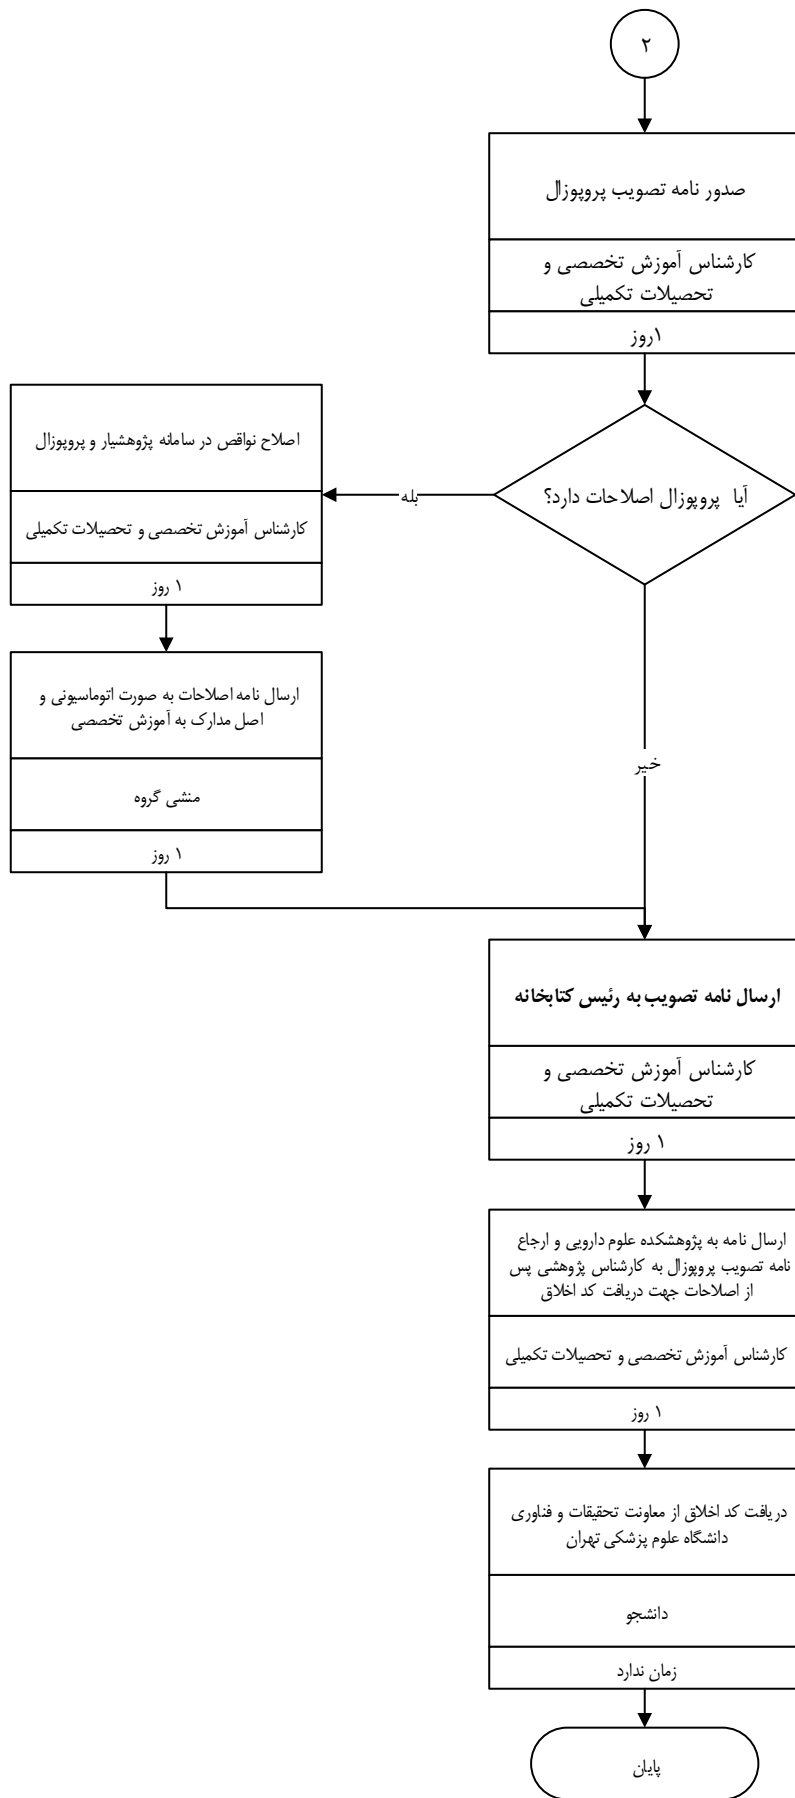 ۲
صدور نامه تصویب پروپوزال
کارشناس آموزش تخصصی و
تحصیلات تکمیلی
۱روز
آیا پروپوزال اصلاحات دارد؟
بله
اصلاح نواقص در سامانه پژوهشیار و پروپوزال
کارشناس آموزش تخصصی و تحصیلات تکمیلی
۱ روز
ارسال نامه اصلاحات به صورت اتوماسیونی و
اصل مدارک به آموزش تخصصی
منشی گروه
۱ روز
خیر
ارسال نامه تصویب به رئیس کتابخانه
کارشناس آموزش تخصصی و
تحصیلات تکمیلی
۱ روز
ارسال نامه به پژوهشکده علوم دارویی و ارجاع
نامه تصویب پروپوزال به کارشناس پژوهشی پس
از اصلاحات جهت دریافت کد اخلاق
کارشناس آموزش تخصصی و تحصیلات تکمیلی
۱ روز
دریافت کد اخلاق از معاونت تحقیقات و فناوری
دانشگاه علوم پزشکی تهران
دانشجو
زمان ندارد
پایان